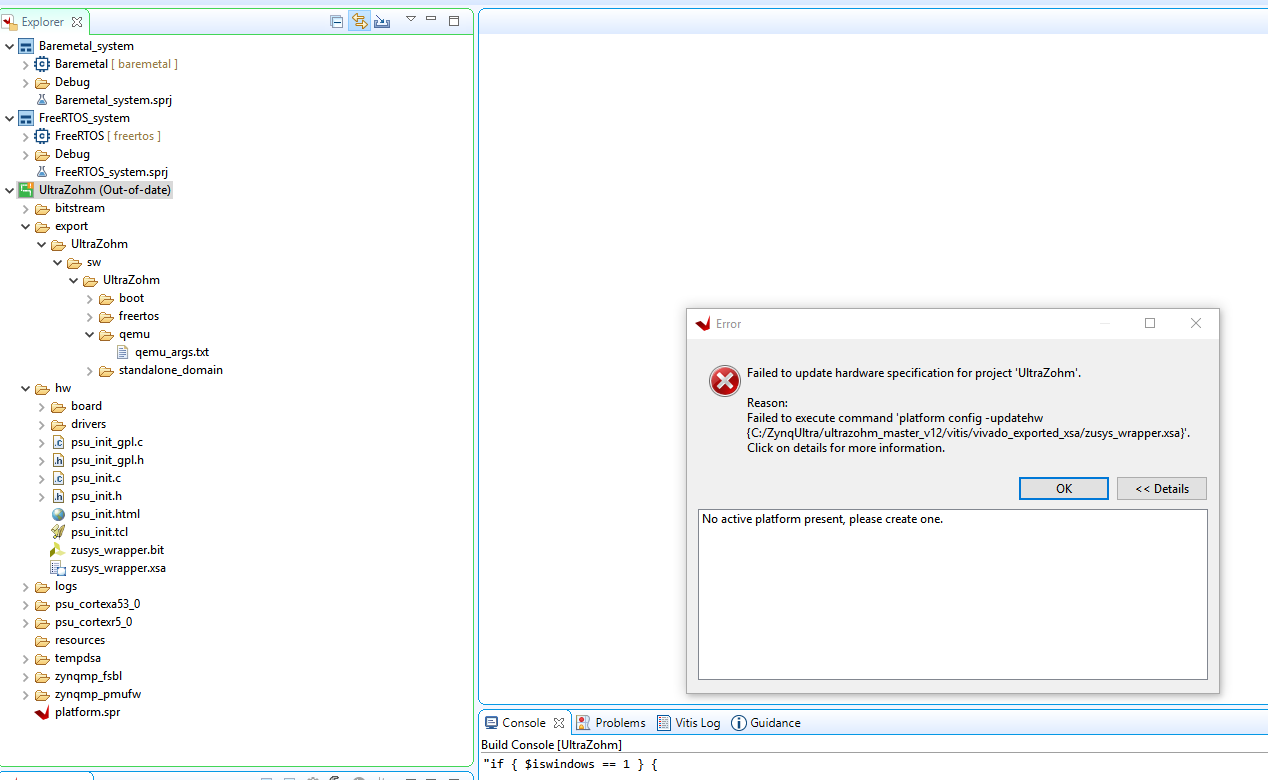 Explorer
Baremetal_system
Baremetal [ baremetal ]
Debug
Baremetal_system.sprj
FreeRTOS_system
FreeRTOS [ freertos ]
Debug
FreeRTOS_system.sprj
UltraZohm (Out-of-date)
bitstream
export
UltraZohm
sw
UltraZohm
boot
freertos
qemu
qemu_args.txt
standalone_domain
hw
board
drivers
psu_init_gpl.c
psu_init_gpl.h
psu_init.c
psu_init.h
psu_init.html
psu_init.tcl
zusys_wrapper.bit
zusys_wrapper.xsa
logs
psu_cortexa53_0
psu_cortexr5_0
resources
tempdsa
zynqmp_fsbl
zynqmp_pmufw
platform.spr
Error
Failed to update hardware specification for project 'UltraZohm'.
Reason:
Failed to execute command 'platform config -updatehw
{C:/ZynqUltra/ultrazohm_master_v12/vitis/vivado_exported_xsa/zusys_wrapper.xsa}'.
Click on details for more information.
OK
<< Details
No active platform present, please create one.
Console
Problems
Vitis Log
Guidance
Build Console [UltraZohm]
"if { $iswindows == 1 } {